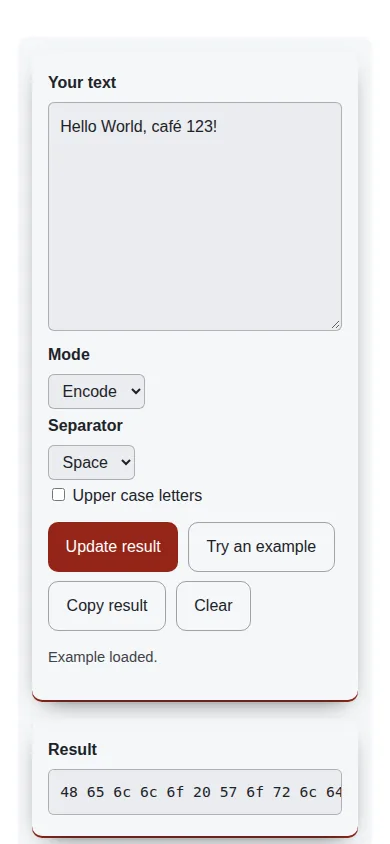 Your text
Hello World, café 123!
Mode
Encode
Separator
Space
Upper case letters
Update result Try an example
Copy result Clear
Example loaded.
Result
48 65 6c 6c 6f 20 57 6f 72 6c 64